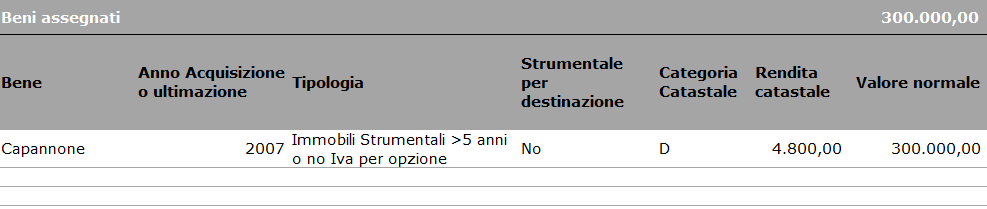 Beni assegnati 300.000,00
Bene Anno Acquisizione o ultimazione Tipologia Strumentale per destinazione Categoria Catastale Rendita catastale Valore normale
Capannone 2007 Immobili Strumentali >5 anni o no Iva per opzione No D 4.800,00 300.000,00